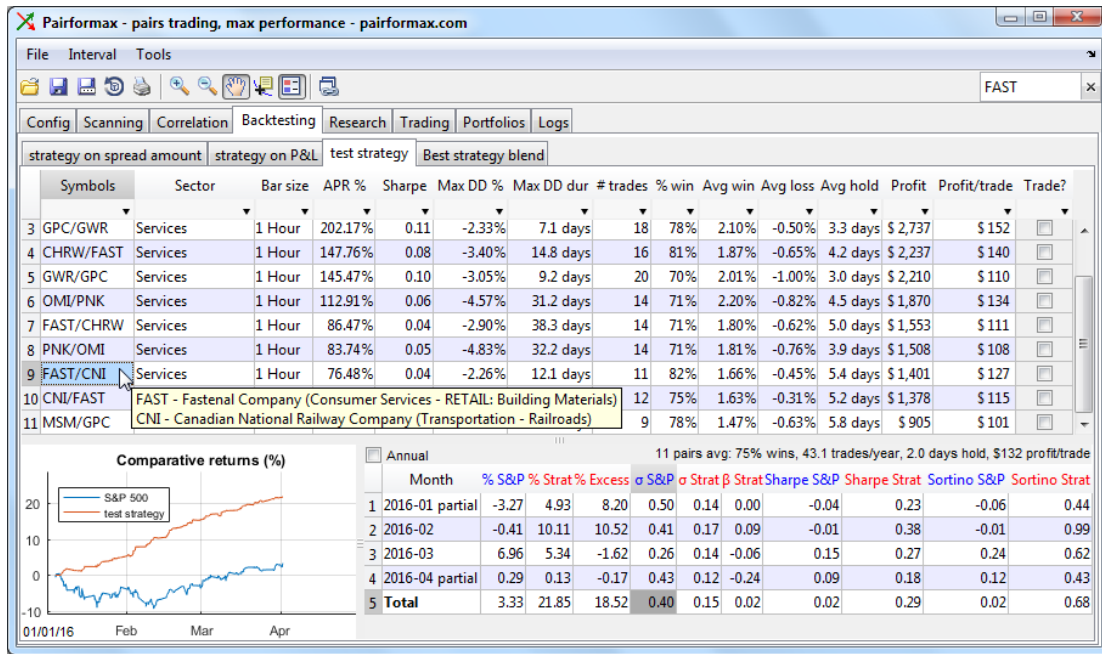 Pairformax - pairs trading, max performance - pairformax.com
File Interval Tools
FAST
Config Scanning Correlation Backtesting Research Trading Portfolios Logs
strategy on spread amount strategy on P&L test strategy Best strategy blend
Symbols Sector Bar size APR % Sharpe Max DD % Max DD dur # trades % win Avg win Avg loss Avg hold Profit Profit/trade Trade?
3 GPC/GWR Services 1 Hour 202.17% 0.11 -2.33% 7.1 days 18 78% 2.10% -0.50% 3.3 days $ 2,737 $ 152
4 CHRW/FAST Services 1 Hour 147.76% 0.08 -3.40% 14.8 days 16 81% 1.87% -0.65% 4.2 days $ 2,237 $ 140
5 GWR/GPC Services 1 Hour 145.47% 0.10 -3.05% 9.2 days 20 70% 2.01% -1.00% 3.0 days $ 2,210 $ 110
6 OMI/PNK Services 1 Hour 112.91% 0.06 -4.57% 31.2 days 14 71% 2.20% -0.82% 4.5 days $ 1,870 $ 134
7 FAST/CHRW Services 1 Hour 86.47% 0.04 -2.90% 38.3 days 14 71% 1.80% -0.62% 5.0 days $ 1,553 $ 111
8 PNK/OMI Services 1 Hour 83.74% 0.05 -4.83% 32.2 days 14 71% 1.81% -0.76% 3.9 days $ 1,508 $ 108
9 FAST/CNI Services 1 Hour 76.48% 0.04 -2.26% 12.1 days 11 82% 1.66% -0.45% 5.4 days $ 1,401 $ 127
10 CNI/FAST 12 75% 1.63% -0.31% 5.2 days $ 1,378 $ 115
FAST - Fastenal Company (Consumer Services - RETAIL: Building Materials)
CNI - Canadian National Railway Company (Transportation - Railroads)
11 MSM/GPC 9 78% 1.47% -0.63% 5.8 days $ 905 $ 101
Comparative returns (%)
S&P 500
test strategy
20
10
0
-10
01/01/16 Feb Mar Apr
Annual 11 pairs avg: 75% wins, 43.1 trades/year, 2.0 days hold, $132 profit/trade
Month % S&P % Strat % Excess σ S&P σ Strat β Strat Sharpe S&P Sharpe Strat Sortino S&P Sortino Strat
1 2016-01 partial -3.27 4.93 8.20 0.50 0.14 0.00 -0.04 0.23 -0.06 0.44
2 2016-02 -0.41 10.11 10.52 0.41 0.17 0.09 -0.01 0.38 -0.01 0.99
3 2016-03 6.96 5.34 -1.62 0.26 0.14 -0.06 0.15 0.27 0.24 0.62
4 2016-04 partial 0.29 0.13 -0.17 0.43 0.12 -0.24 0.09 0.18 0.12 0.43
5 Total 3.33 21.85 18.52 0.40 0.15 0.02 0.02 0.29 0.02 0.68